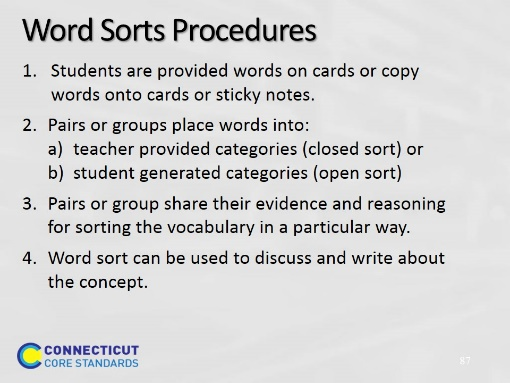 Word Sorts Procedures
1. Students are provided words on cards or copy
words onto cards or sticky notes.
2. Pairs or groups place words into:
a) teacher provided categories (closed sort) or
b) student generated categories (open sort)
3. Pairs or group share their evidence and reasoning
for sorting the vocabulary in a particular way.
4. Word sort can be used to discuss and write about
the concept.
CONNECTICUT
CORE STANDARDS
87